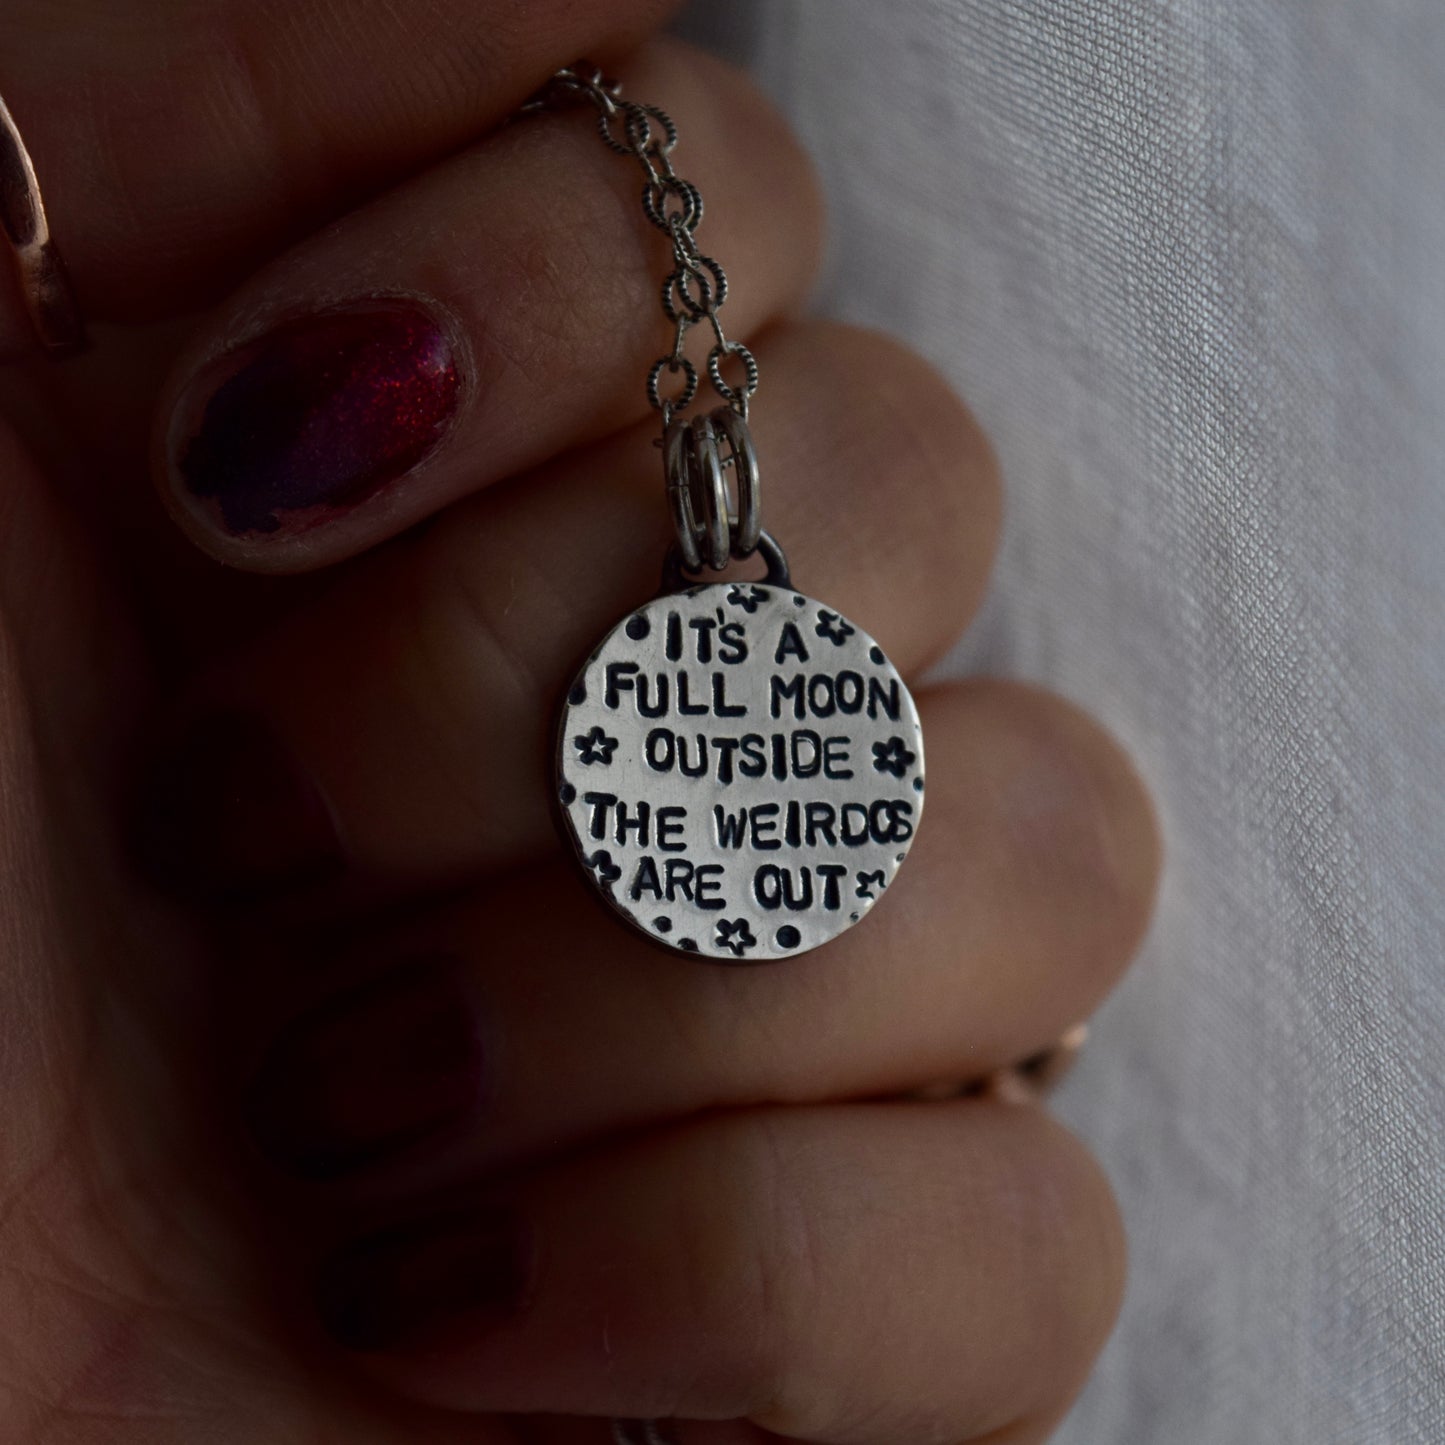 IT'S A
FULL MOON
OUTSIDE
THE WEIRDOS
ARE OUT